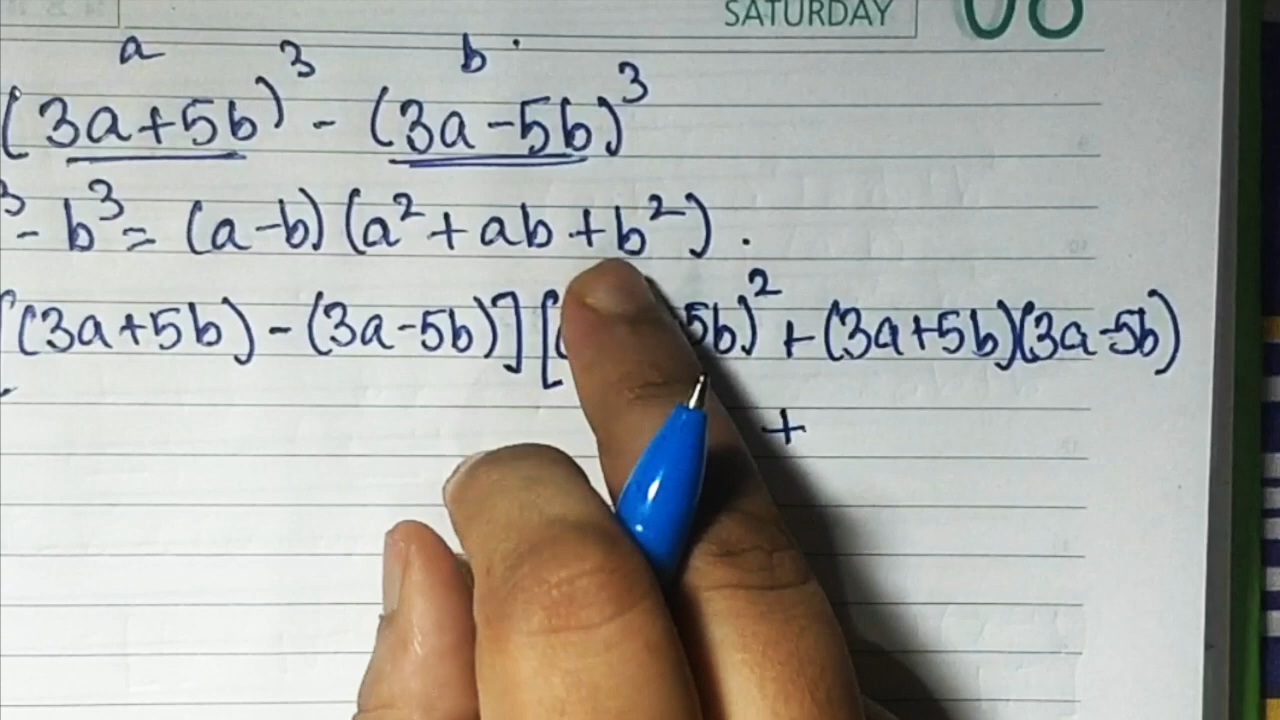 SATURDAY 08
a b .
(3a+5b)³ - (3a-5b)³
³ - b³ = (a-b) (a² + ab + b²) .
[(3a+5b) - (3a-5b)] [ 5b)² + (3a+5b)(3a-5b)
+